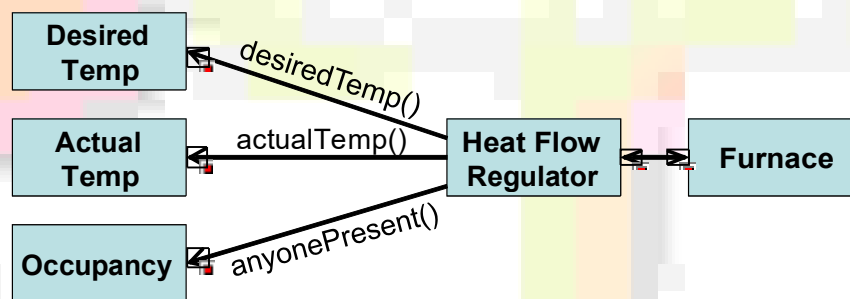 Desired
Temp
desiredTemp()
Actual
Temp
actualTemp()
Heat Flow
Regulator
Furnace
Occupancy
anyonePresent()